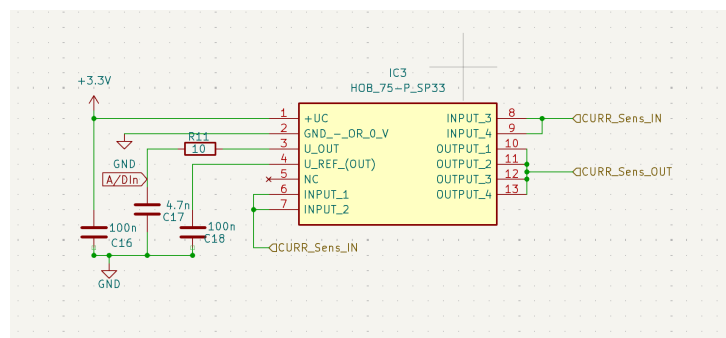 IC3
HOB_75-P_SP33
+3.3V
1 +UC INPUT_3 8 CURR_Sens_IN
2 GND_-_OR_0_V INPUT_4 9
R11
10
3 U_OUT OUTPUT_1 10
4 U_REF_(OUT) OUTPUT_2 11
GND
CURR_Sens_OUT
A/DIn
5 NC OUTPUT_3 12
6 INPUT_1 OUTPUT_4 13
7 INPUT_2
4.7n
C17
100n
C16
100n
C18
CURR_Sens_IN
GND